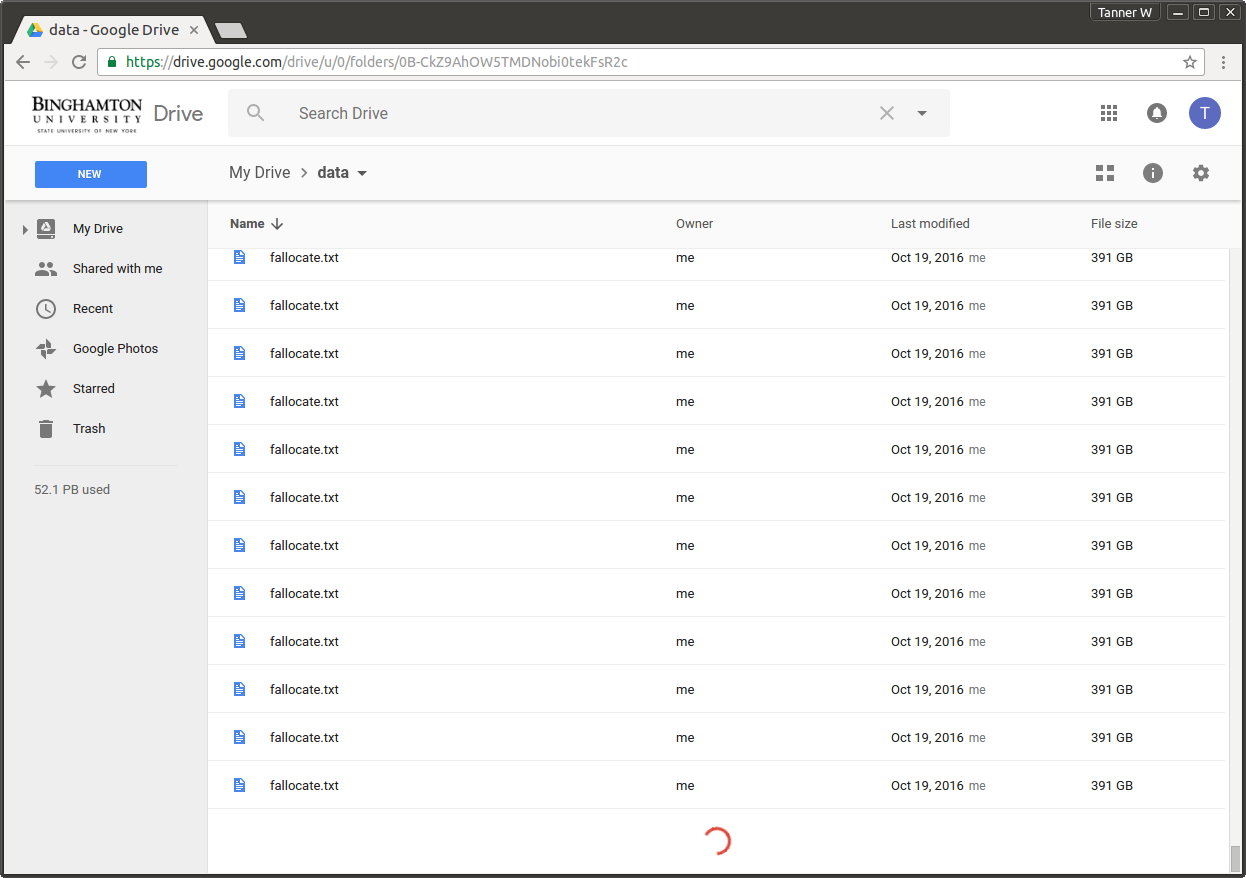 Tanner W
data - Google Drive
https://drive.google.com/drive/u/0/folders/0B-CkZ9AhOW5TMDNobi0tekFsR2c
BINGHAMTON
UNIVERSITY
STATE UNIVERSITY OF NEW YORK
Drive
Search Drive
T
NEW
My Drive > data
My Drive
Shared with me
Recent
Google Photos
Starred
Trash
52.1 PB used
Name Owner Last modified File size
fallocate.txt me Oct 19, 2016 me 391 GB
fallocate.txt me Oct 19, 2016 me 391 GB
fallocate.txt me Oct 19, 2016 me 391 GB
fallocate.txt me Oct 19, 2016 me 391 GB
fallocate.txt me Oct 19, 2016 me 391 GB
fallocate.txt me Oct 19, 2016 me 391 GB
fallocate.txt me Oct 19, 2016 me 391 GB
fallocate.txt me Oct 19, 2016 me 391 GB
fallocate.txt me Oct 19, 2016 me 391 GB
fallocate.txt me Oct 19, 2016 me 391 GB
fallocate.txt me Oct 19, 2016 me 391 GB
fallocate.txt me Oct 19, 2016 me 391 GB